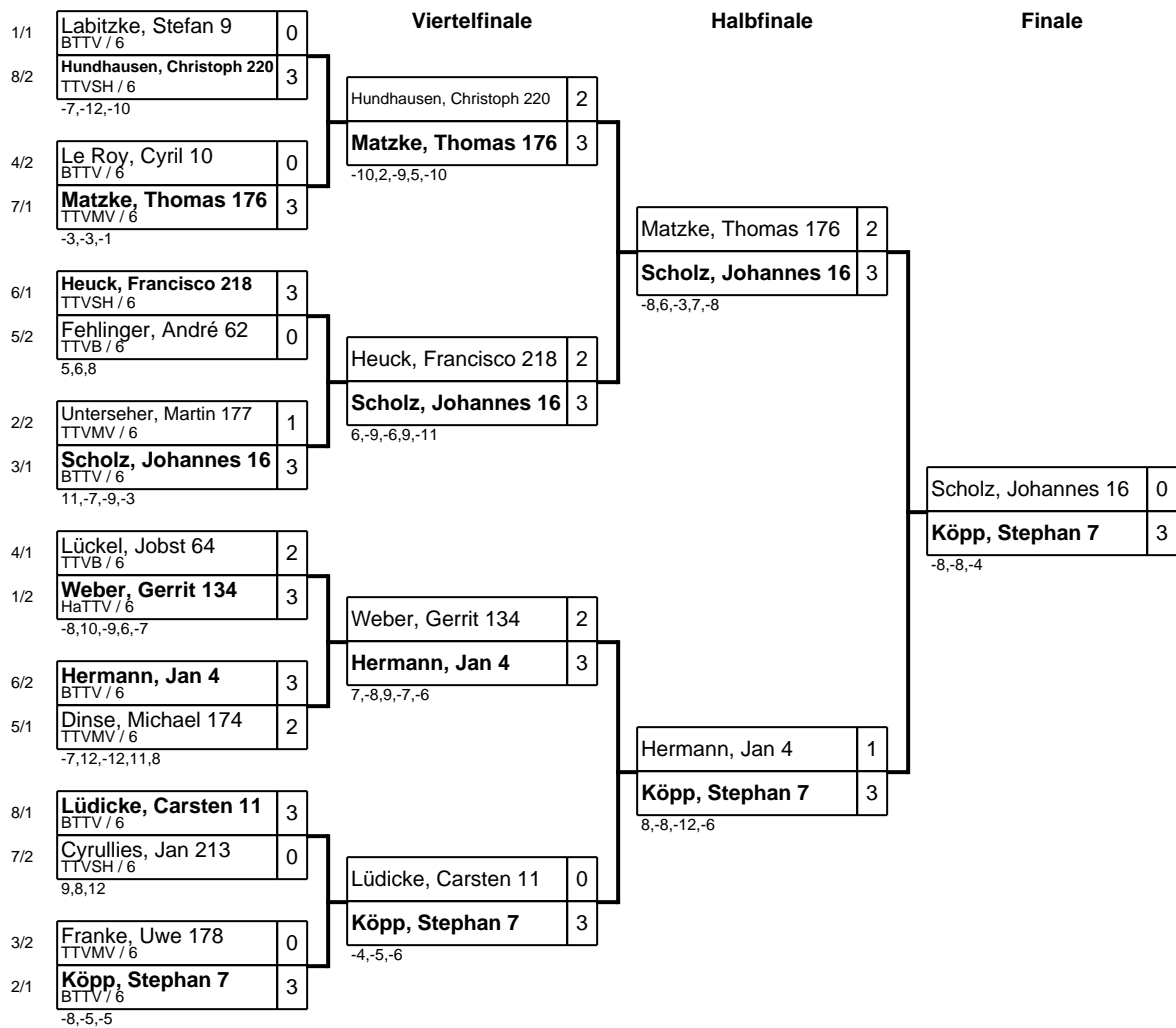 Viertelfinale
Halbfinale
Finale
1/1 Labitzke, Stefan 9 0
BTTV / 6
8/2 Hundhausen, Christoph 220 3
TTVSH / 6
-7,-12,-10
4/2 Le Roy, Cyril 10 0
BTTV / 6
7/1 Matzke, Thomas 176 3
TTVMV / 6
-3,-3,-1
6/1 Heuck, Francisco 218 3
TTVSH / 6
5/2 Fehlinger, André 62 0
TTVB / 6
5,6,8
2/2 Unterseher, Martin 177 1
TTVMV / 6
3/1 Scholz, Johannes 16 3
BTTV / 6
11,-7,-9,-3
4/1 Lückel, Jobst 64 2
TTVB / 6
1/2 Weber, Gerrit 134 3
HaTTV / 6
-8,10,-9,6,-7
6/2 Hermann, Jan 4 3
BTTV / 6
5/1 Dinse, Michael 174 2
TTVMV / 6
-7,12,-12,11,8
8/1 Lüdicke, Carsten 11 3
BTTV / 6
7/2 Cyrullies, Jan 213 0
TTVSH / 6
9,8,12
3/2 Franke, Uwe 178 0
TTVMV / 6
2/1 Köpp, Stephan 7 3
BTTV / 6
-8,-5,-5
Hundhausen, Christoph 220 2
Matzke, Thomas 176 3
-10,2,-9,5,-10
Heuck, Francisco 218 2
Scholz, Johannes 16 3
6,-9,-6,9,-11
Weber, Gerrit 134 2
Hermann, Jan 4 3
7,-8,9,-7,-6
Lüdicke, Carsten 11 0
Köpp, Stephan 7 3
-4,-5,-6
Matzke, Thomas 176 2
Scholz, Johannes 16 3
-8,6,-3,7,-8
Hermann, Jan 4 1
Köpp, Stephan 7 3
8,-8,-12,-6
Scholz, Johannes 16 0
Köpp, Stephan 7 3
-8,-8,-4